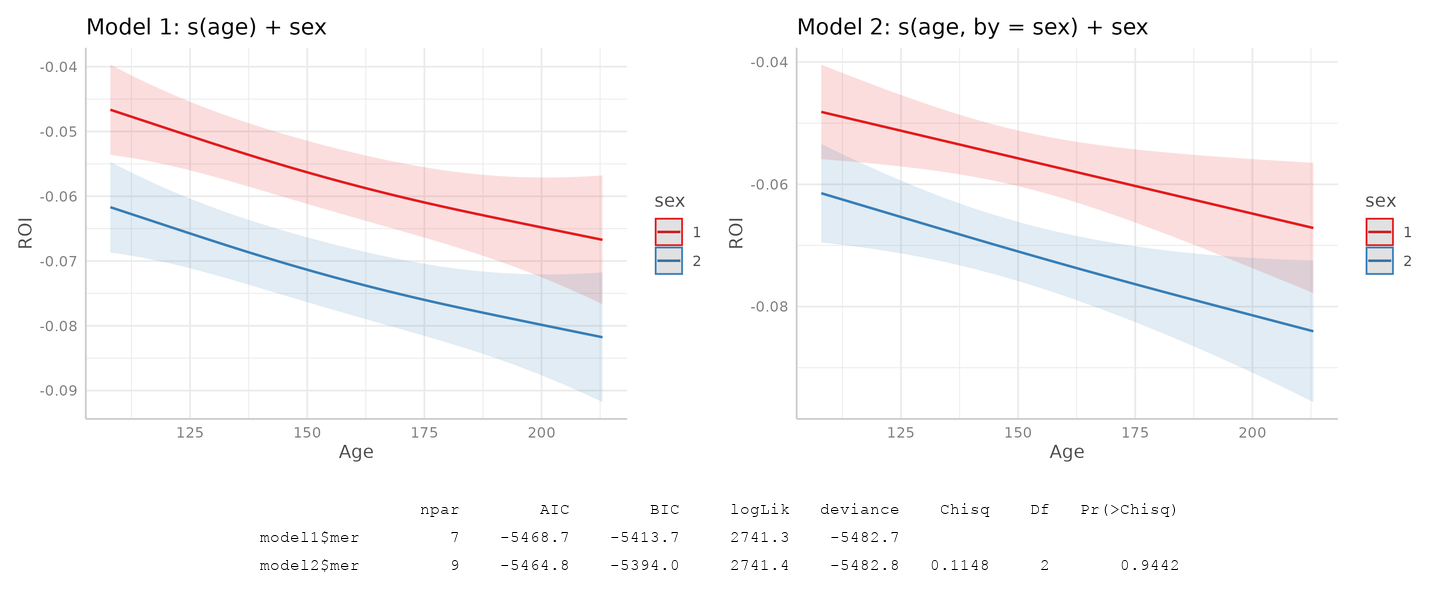 Model 1: s(age) + sex
-0.04
-0.05
-0.06
-0.07
-0.08
-0.09
ROI
125 150 175 200
Age
sex
1
2
Model 2: s(age, by = sex) + sex
-0.04
-0.06
-0.08
ROI
125 150 175 200
Age
sex
1
2
npar AIC BIC logLik deviance Chisq Df Pr(>Chisq)
model1$mer 7 -5468.7 -5413.7 2741.3 -5482.7
model2$mer 9 -5464.8 -5394.0 2741.4 -5482.8 0.1148 2 0.9442